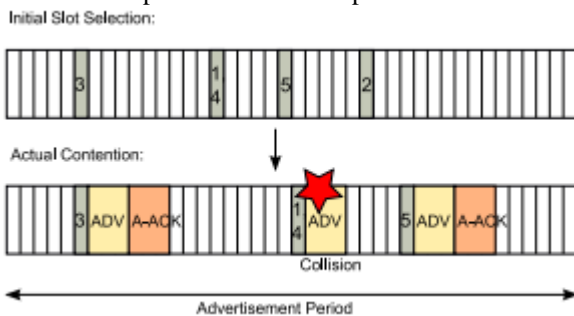 Initial Slot Selection:
3 1 4 5 2
Actual Contention:
3 ADV A-ACK 1 4 ADV 5 ADV A-ACK
Collision
Advertisement Period